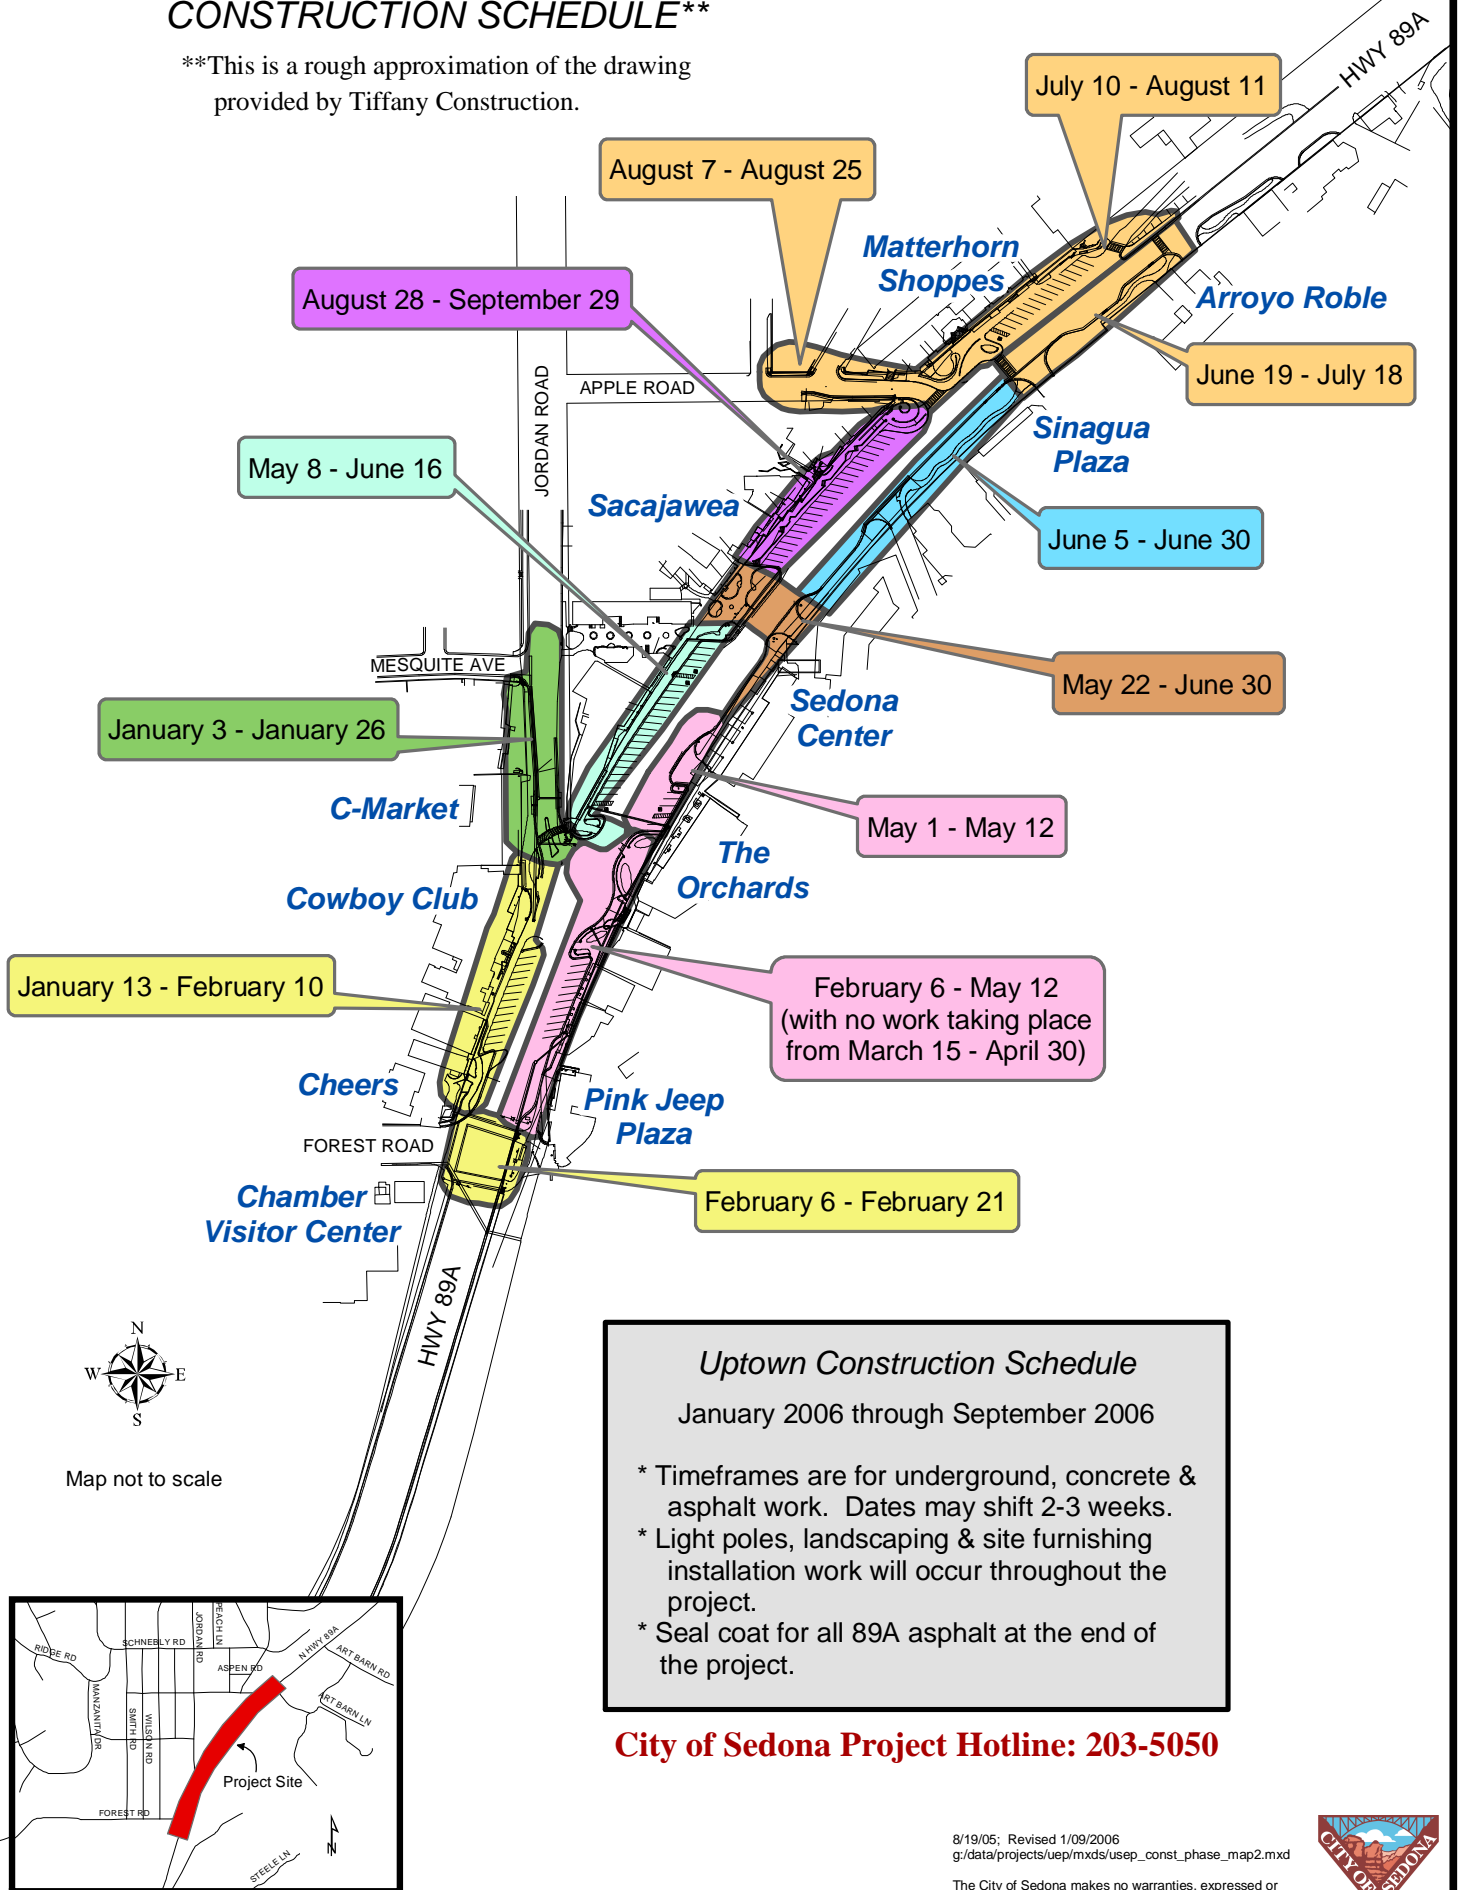 CONSTRUCTION SCHEDULE**
**This is a rough approximation of the drawing
provided by Tiffany Construction.
HWY 89A
July 10 - August 11
August 7 - August 25
Matterhorn
Shoppes
August 28 - September 29
Arroyo Roble
June 19 - July 18
JORDAN ROAD
APPLE ROAD
Sinagua
Plaza
May 8 - June 16
Sacajawea
June 5 - June 30
MESQUITE AVE
May 22 - June 30
Sedona
Center
January 3 - January 26
C-Market
May 1 - May 12
The
Orchards
Cowboy Club
January 13 - February 10
February 6 - May 12
(with no work taking place
from March 15 - April 30)
Cheers
Pink Jeep
Plaza
FOREST ROAD
February 6 - February 21
Chamber
Visitor Center
HWY 89A
N
W
E
S
Map not to scale
Uptown Construction Schedule
January 2006 through September 2006
* Timeframes are for underground, concrete &
asphalt work. Dates may shift 2-3 weeks.
* Light poles, landscaping & site furnishing
installation work will occur throughout the
project.
* Seal coat for all 89A asphalt at the end of
the project.
City of Sedona Project Hotline: 203-5050
RIDGE RD
SCHNEBLY RD
JORDAN RD
PEACH LN
N HWY 89A
ART BARN RD
ASPEN RD
ART BARN LN
MANZANITA DR
SMITH RD
WILSON RD
Project Site
FOREST RD
STEELE LN
N
8/19/05; Revised 1/09/2006
g:/data/projects/uep/mxds/usep_const_phase_map2.mxd
The City of Sedona makes no warranties, expressed or
CITY OF SEDONA